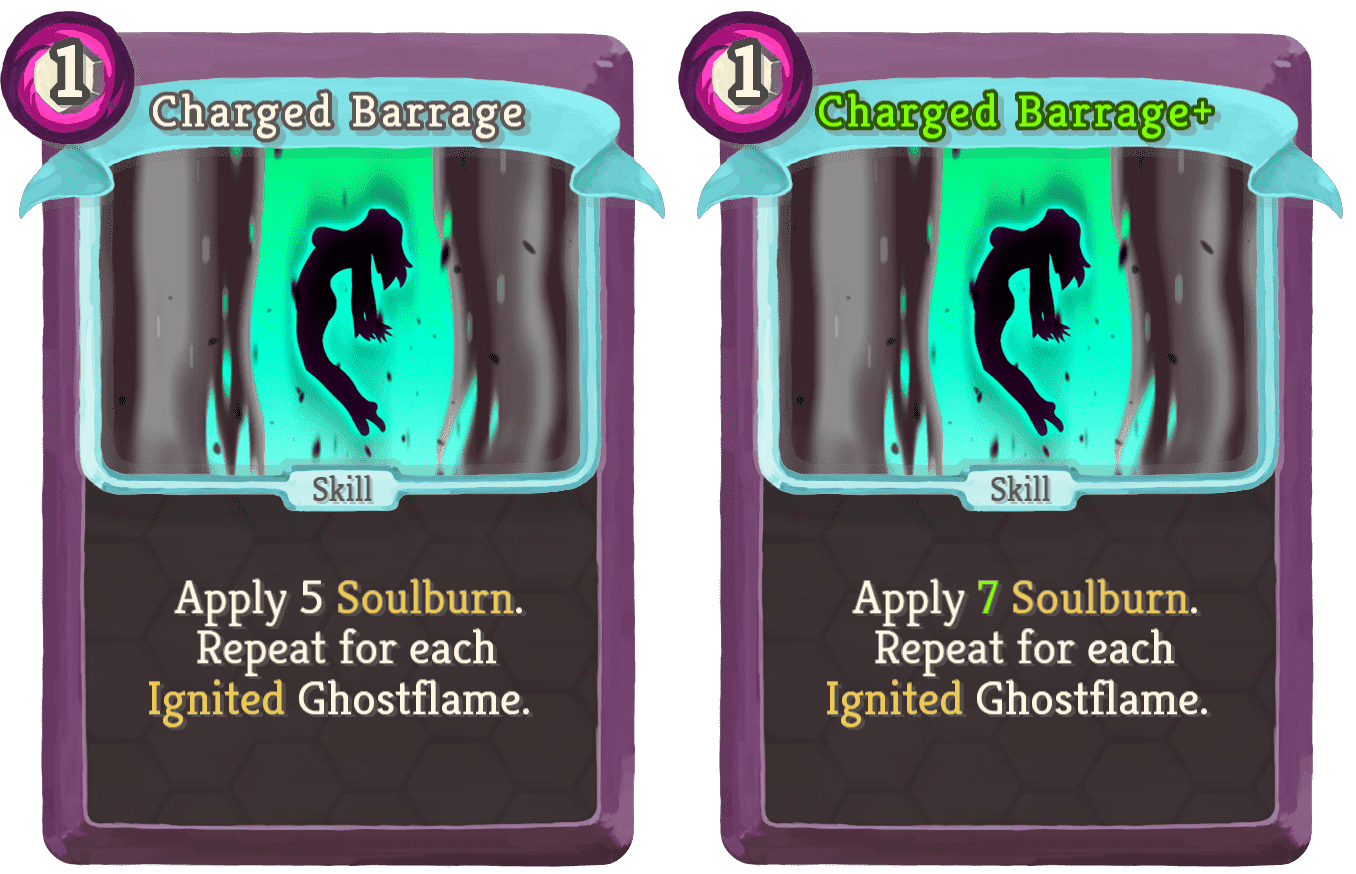 1
Charged Barrage
Skill
Apply 5 Soulburn.
Repeat for each
Ignited Ghostflame.
1
Charged Barrage+
Skill
Apply 7 Soulburn.
Repeat for each
Ignited Ghostflame.